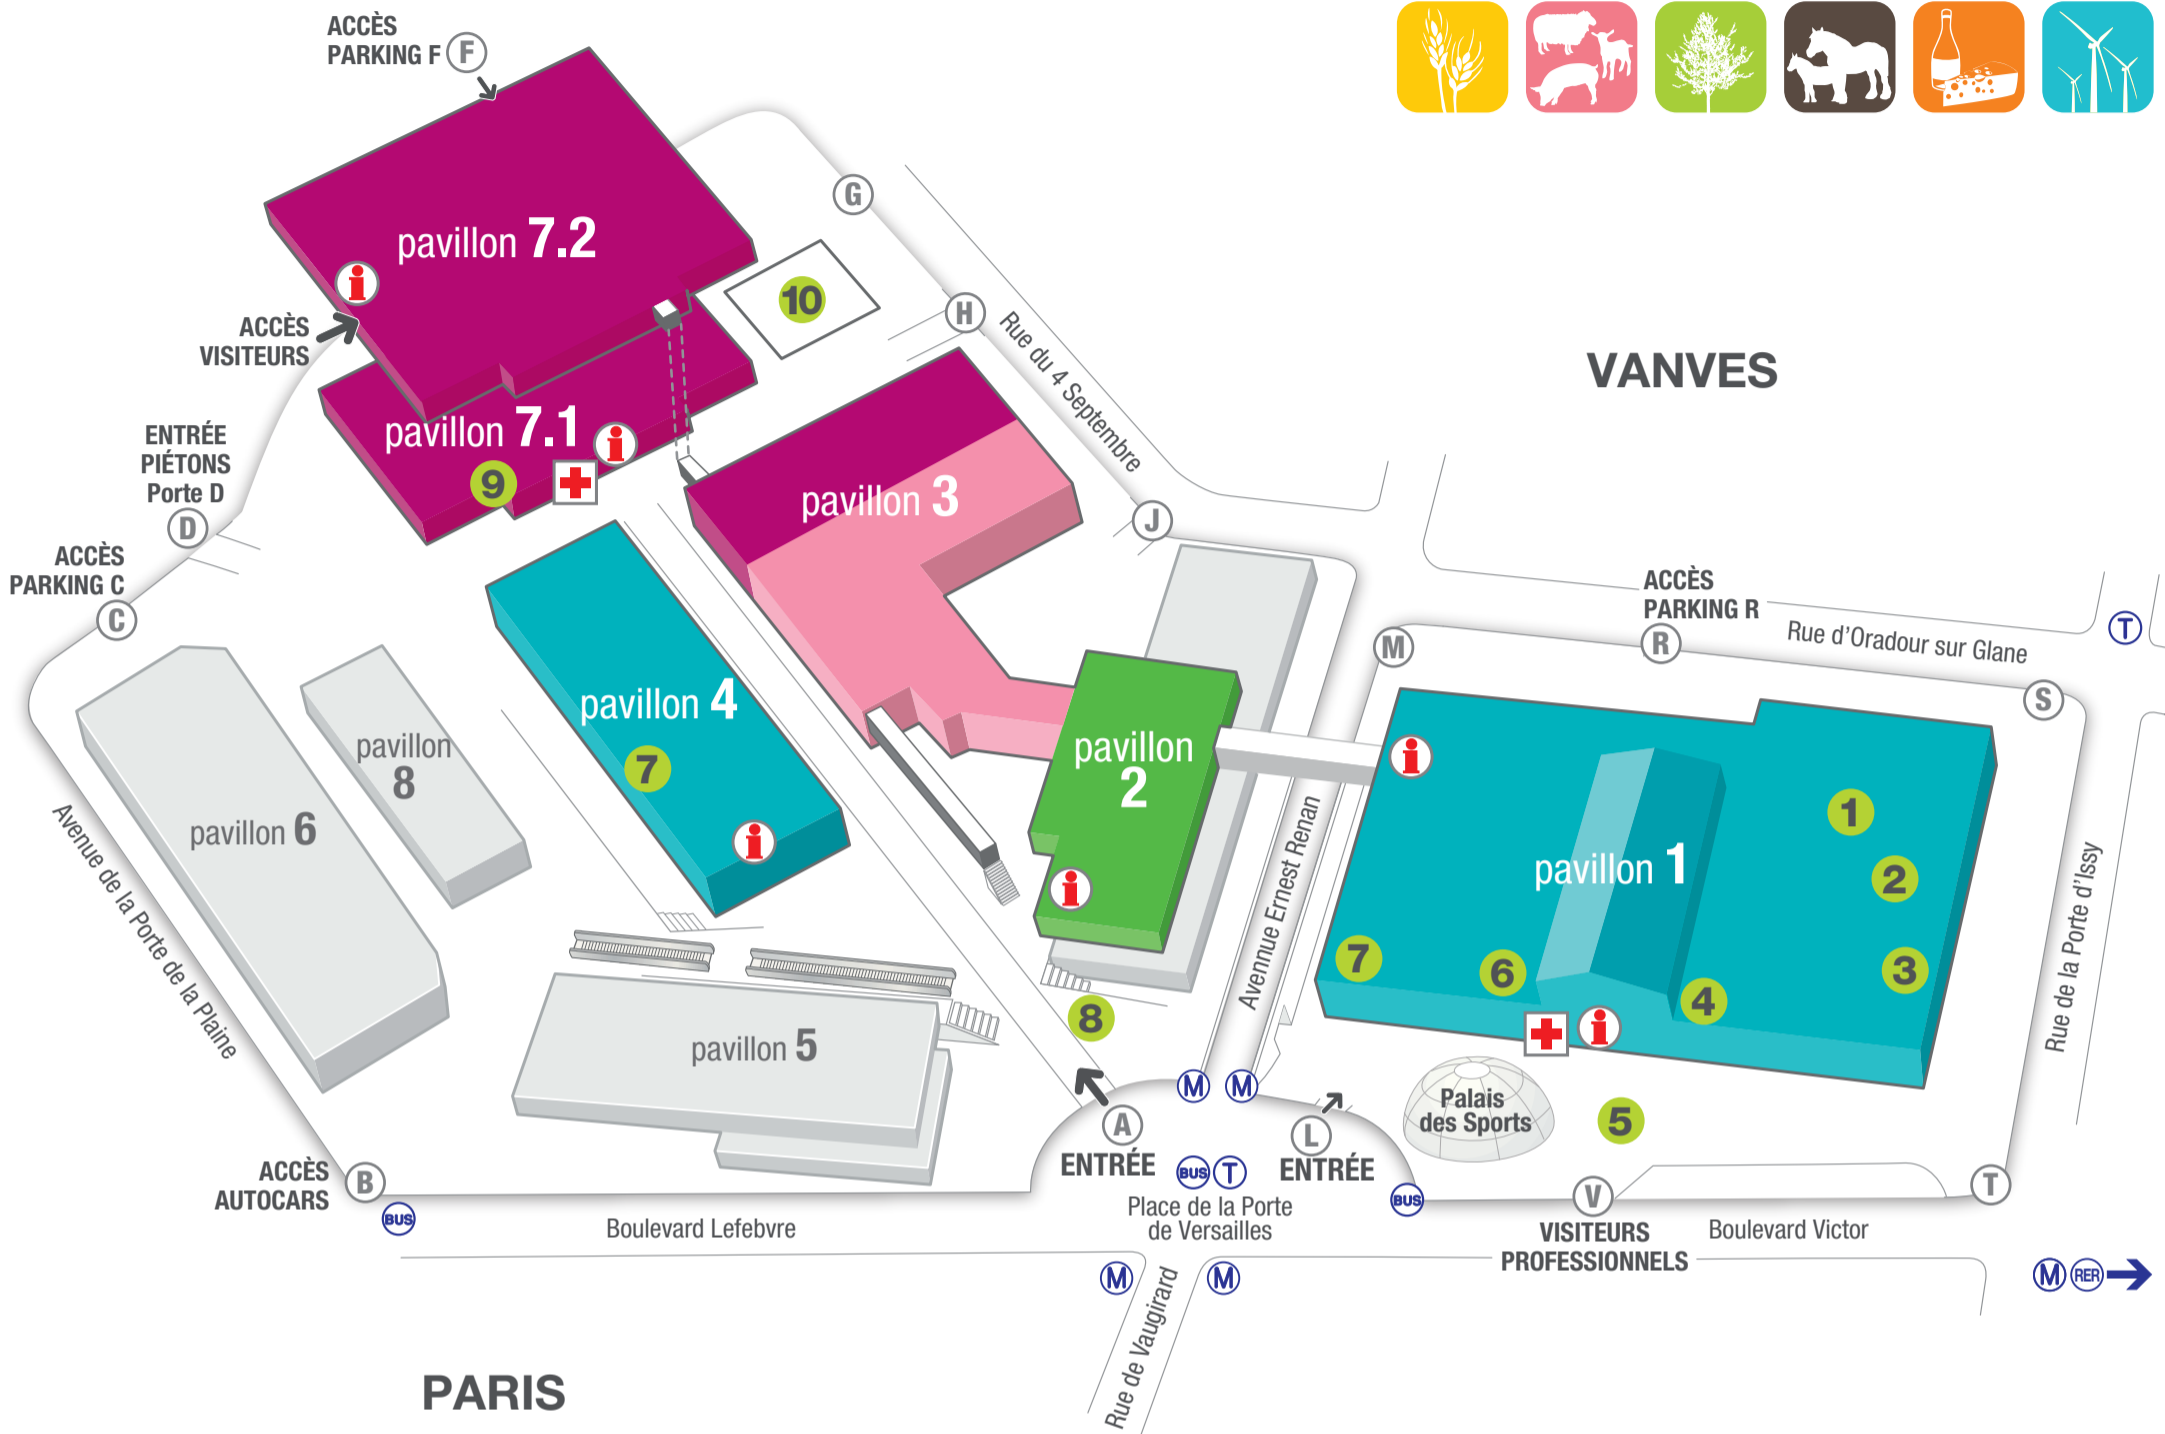 ACCÈS
PARKING F
F
G
pavillon 7.2
i
10
ACCÈS
VISITEURS
H
Rue du 4 Septembre
VANVES
pavillon 7.1
i
9
ENTRÉE
PIÉTONS
Porte D
D
pavillon 3
J
ACCÈS
PARKING C
C
ACCÈS
PARKING R
R
M
Rue d'Oradour sur Glane
T
S
pavillon 4
7
i
pavillon
8
pavillon 6
pavillon
2
i
i
pavillon 1
1
2
3
4
6
7
i
Avenue de la Porte de la Plaine
Avennue Ernest Renan
Rue de la Porte d'Issy
pavillon 5
8
M
M
Palais
des Sports
5
A
ENTRÉE
L
ENTRÉE
BUS
T
Place de la Porte
de Versailles
ACCÈS
AUTOCARS
B
BUS
Boulevard Lefebvre
BUS
V
VISITEURS
PROFESSIONNELS
Boulevard Victor
T
M
M
Rue de Vaugirard
M
RER
PARIS